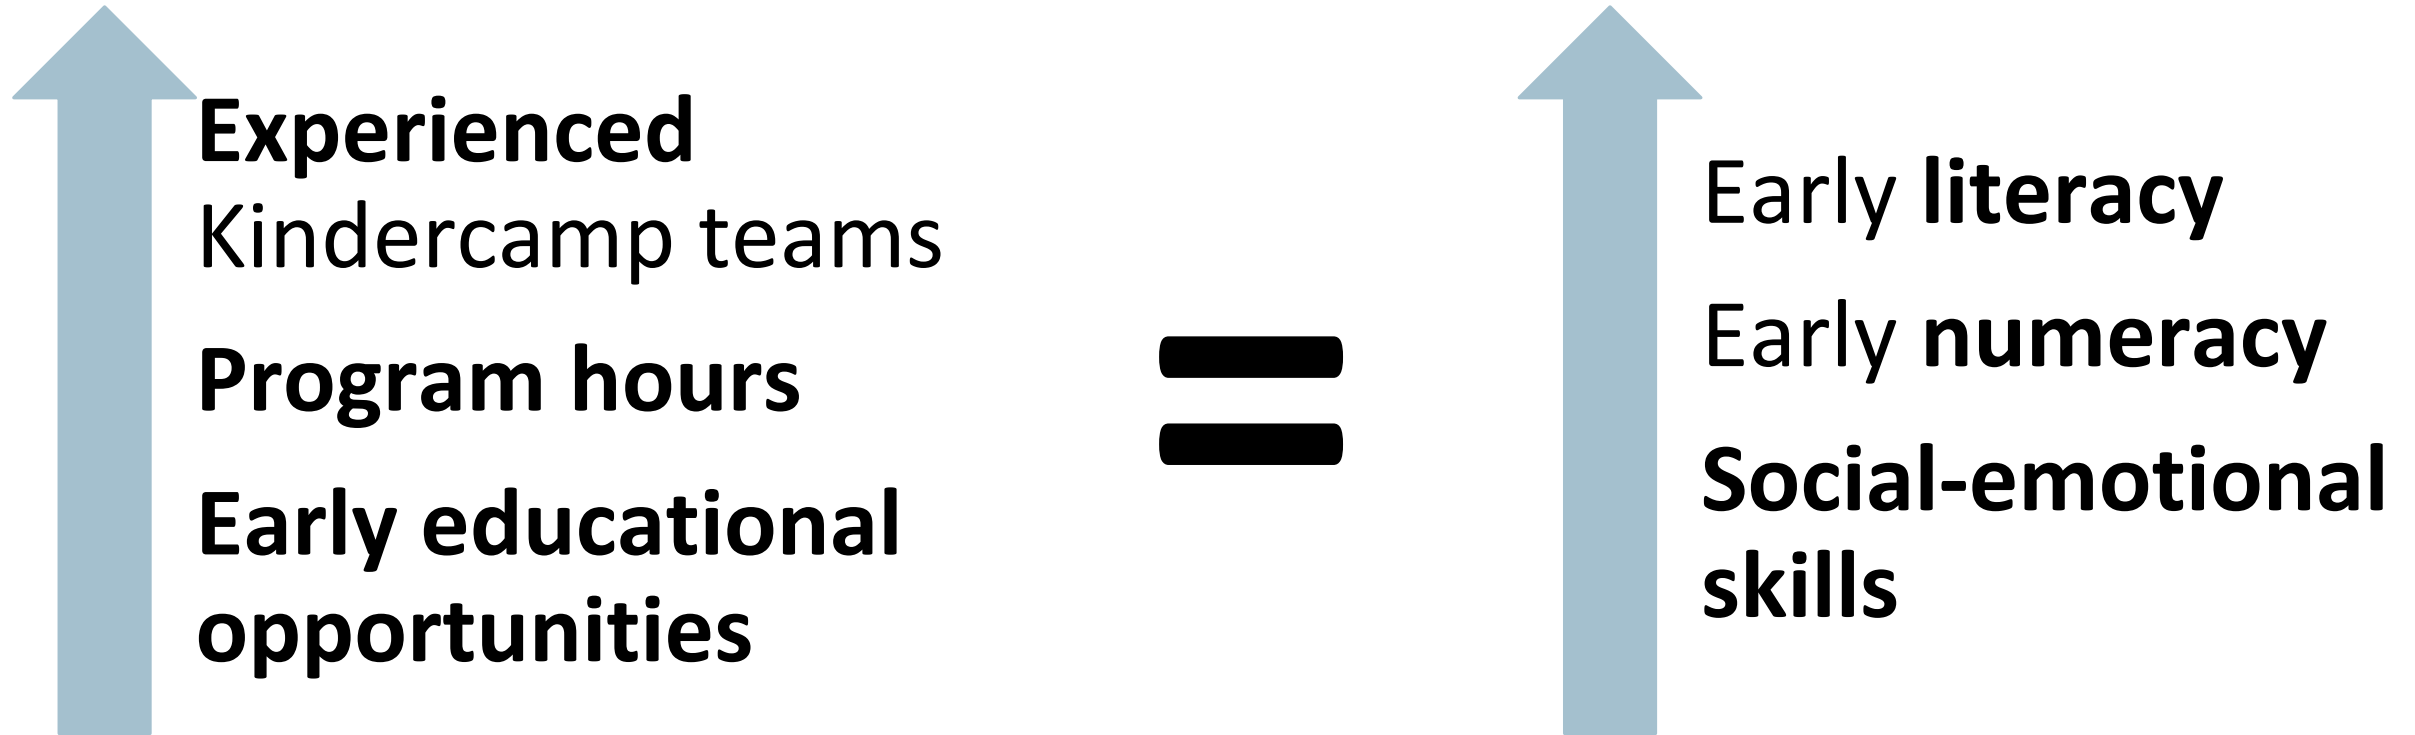 Experienced
Kindercamp teams
Program hours
Early educational
opportunities
=
Early literacy
Early numeracy
Social-emotional
skills